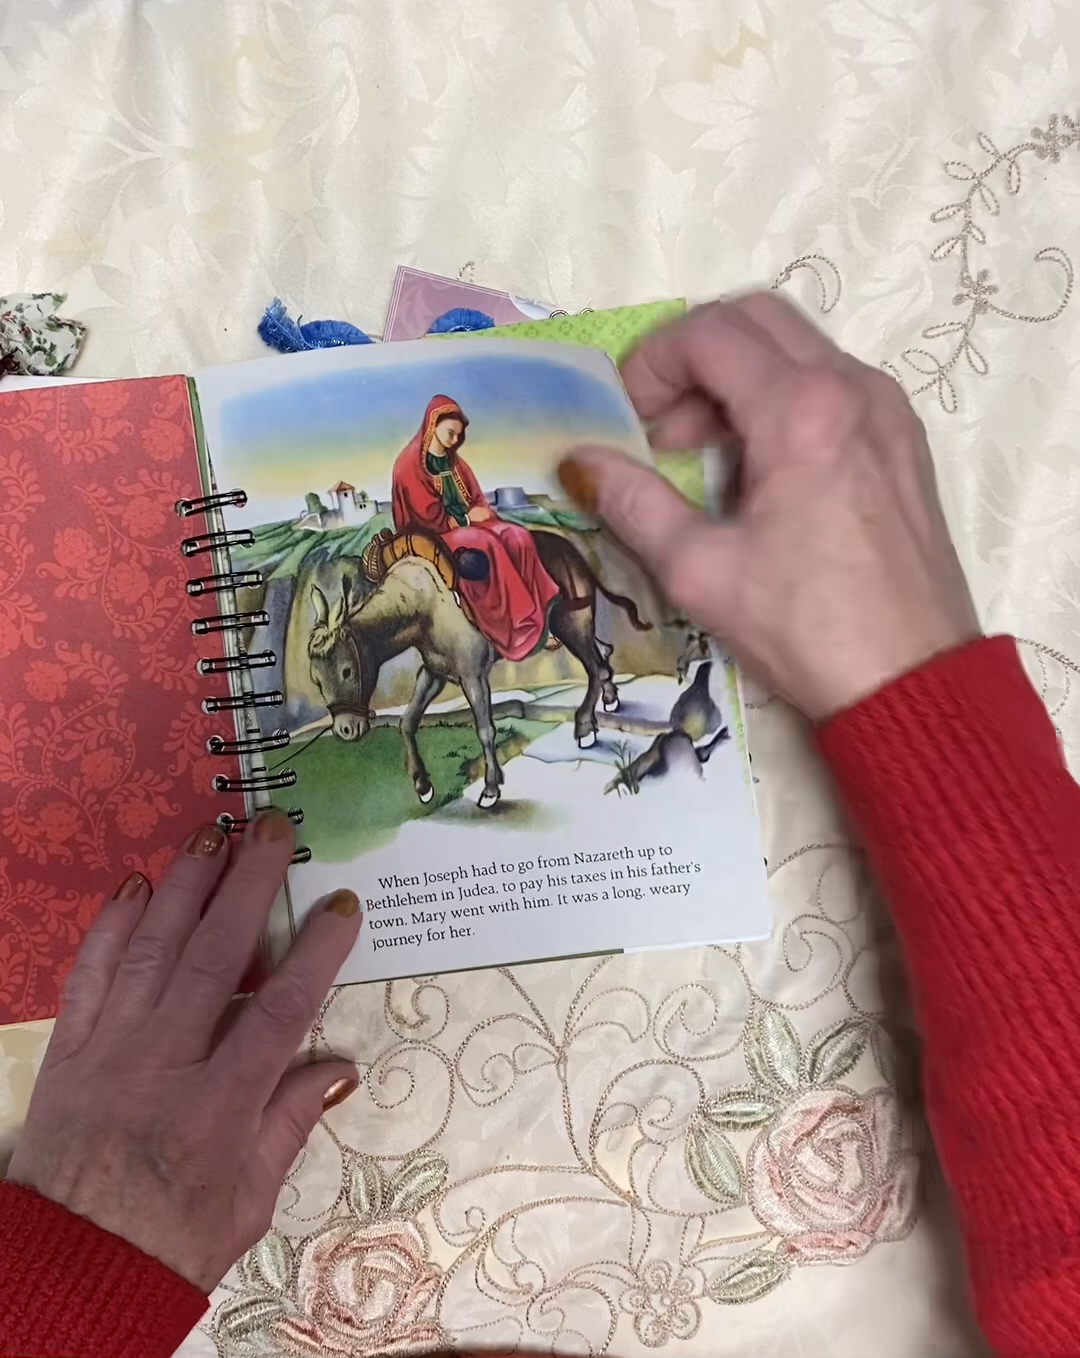 When Joseph had to go from Nazareth up to
Bethlehem in Judea, to pay his taxes in his father's
town, Mary went with him. It was a long, weary
journey for her.